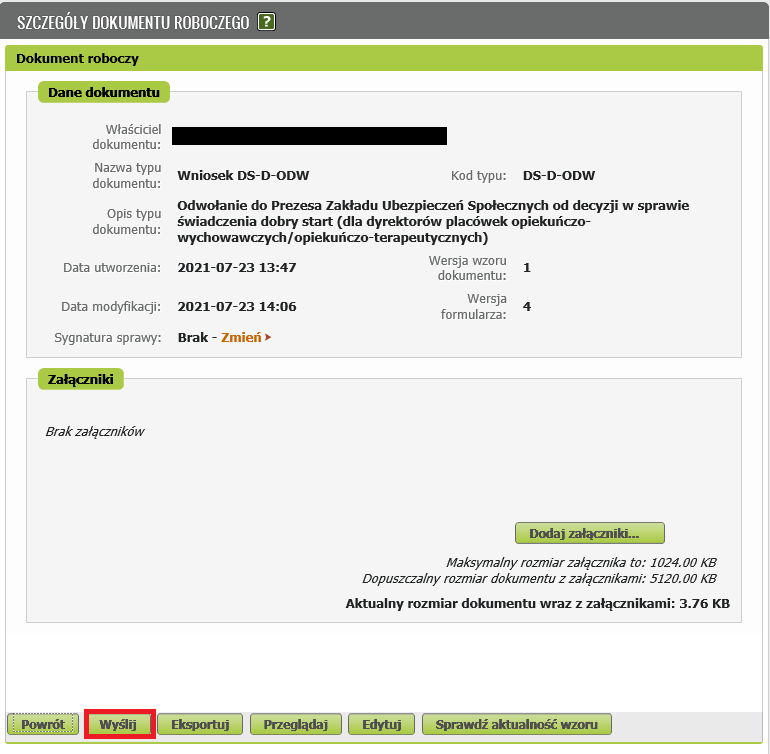 SZCZEGÓŁY DOKUMENTU ROBOCZEGO ?
Dokument roboczy
Dane dokumentu
Właściciel
dokumentu:
Nazwa typu
dokumentu:
Wniosek DS-D-ODW
Kod typu:
DS-D-ODW
Opis typu
dokumentu:
Odwołanie do Prezesa Zakładu Ubezpieczeń Społecznych od decyzji w sprawie
świadczenia dobry start (dla dyrektorów placówek opiekuńczo-
wychowawczych/opiekuńczo-terapeutycznych)
Data utworzenia:
2021-07-23 13:47
Wersja wzoru
dokumentu:
1
Data modyfikacji:
2021-07-23 14:06
Wersja
formularza:
4
Sygnatura sprawy:
Brak - Zmień
Załączniki
Brak załączników
Dodaj załączniki...
Maksymalny rozmiar załącznika to: 1024.00 KB
Dopuszczalny rozmiar dokumentu z załącznikami: 5120.00 KB
Aktualny rozmiar dokumentu wraz z załącznikami: 3.76 KB
Powrót
Wyślij
Eksportuj
Przeglądaj
Edytuj
Sprawdź aktualność wzoru